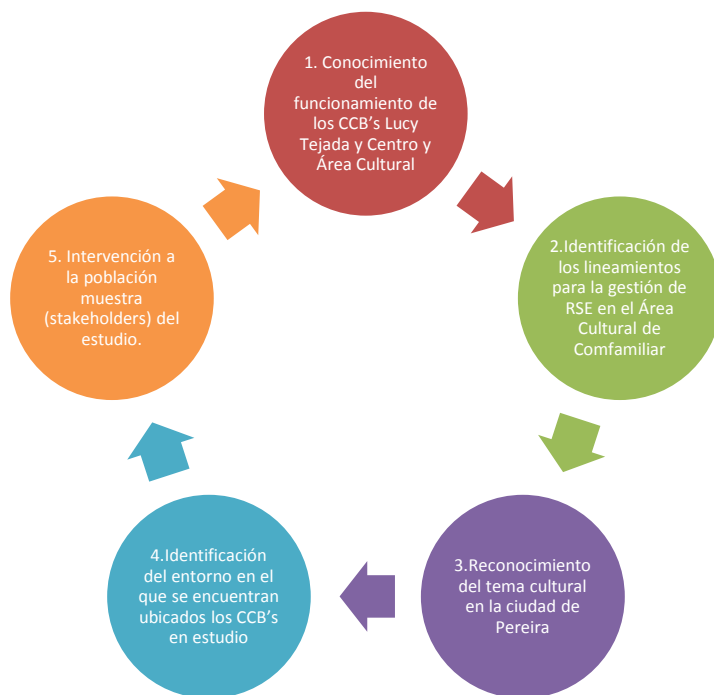 1. Conocimiento
del
funcionamiento de
los CCB's Lucy
Tejada y Centro y
Área Cultural
2.Identificación de
los lineamientos
para la gestión de
RSE en el Área
Cultural de
Comfamiliar
3.Reconocimiento
del tema cultural
en la ciudad de
Pereira
4.Identificación
del entorno en el
que se encuentran
ubicados los CCB's
en estudio
5. Intervención a
la población
muestra
(stakeholders) del
estudio.